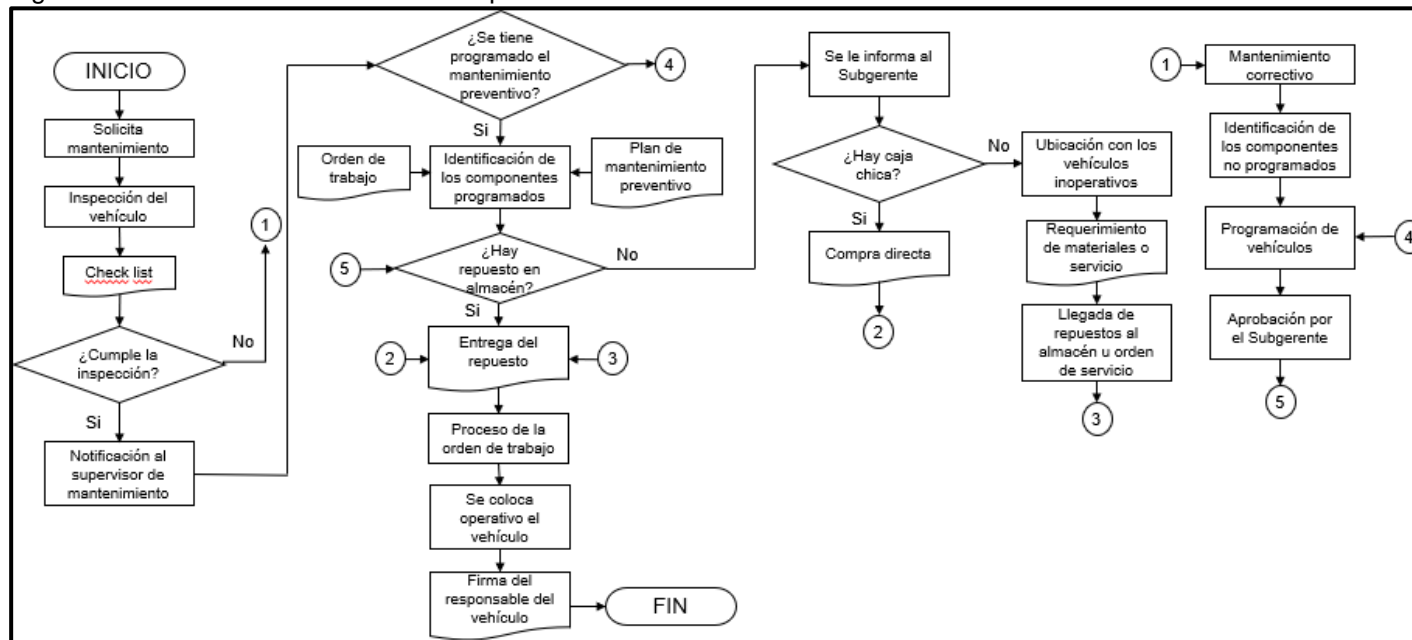 INICIO
Solicita
mantenimiento
Inspección del
vehículo
Check list
¿Cumple la
inspección?
No
1
Si
Notificación al
supervisor de
mantenimiento
¿Se tiene
programado el
mantenimiento
preventivo?
4
Si
Orden de
trabajo
Identificación de
los componentes
programados
Plan de
mantenimiento
preventivo
5
¿Hay
repuesto en
almacén?
No
Si
2
Entrega del
repuesto
3
Proceso de la
orden de trabajo
Se coloca
operativo el
vehículo
Firma del
responsable del
vehículo
FIN
Se le informa al
Subgerente
¿Hay caja
chica?
No
Si
Compra directa
2
Ubicación con los
vehículos
inoperativos
Requerimiento
de materiales o
servicio
Llegada de
repuestos al
almacén u orden
de servicio
3
1
Mantenimiento
correctivo
Identificación de
los componentes
no programados
Programación de
vehículos
4
Aprobación por
el Subgerente
5